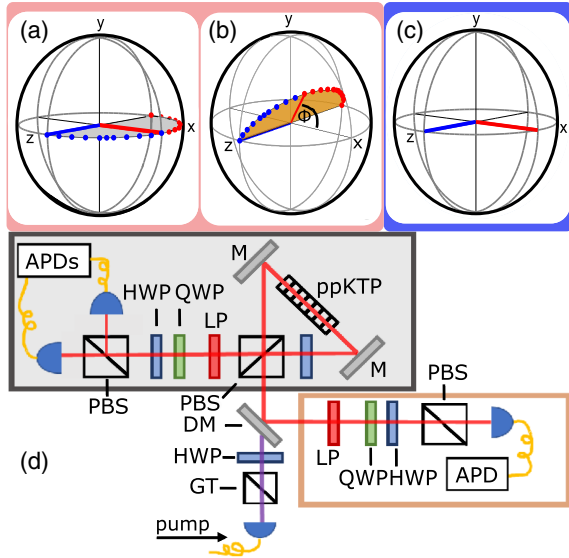 (a)
y
z
x
(b)
y
Φ
z
x
(c)
y
z
x
APDs
M
HWP QWP
LP
ppKTP
PBS
PBS
M
DM
PBS
HWP
LP
QWP HWP
APD
(d)
GT
pump